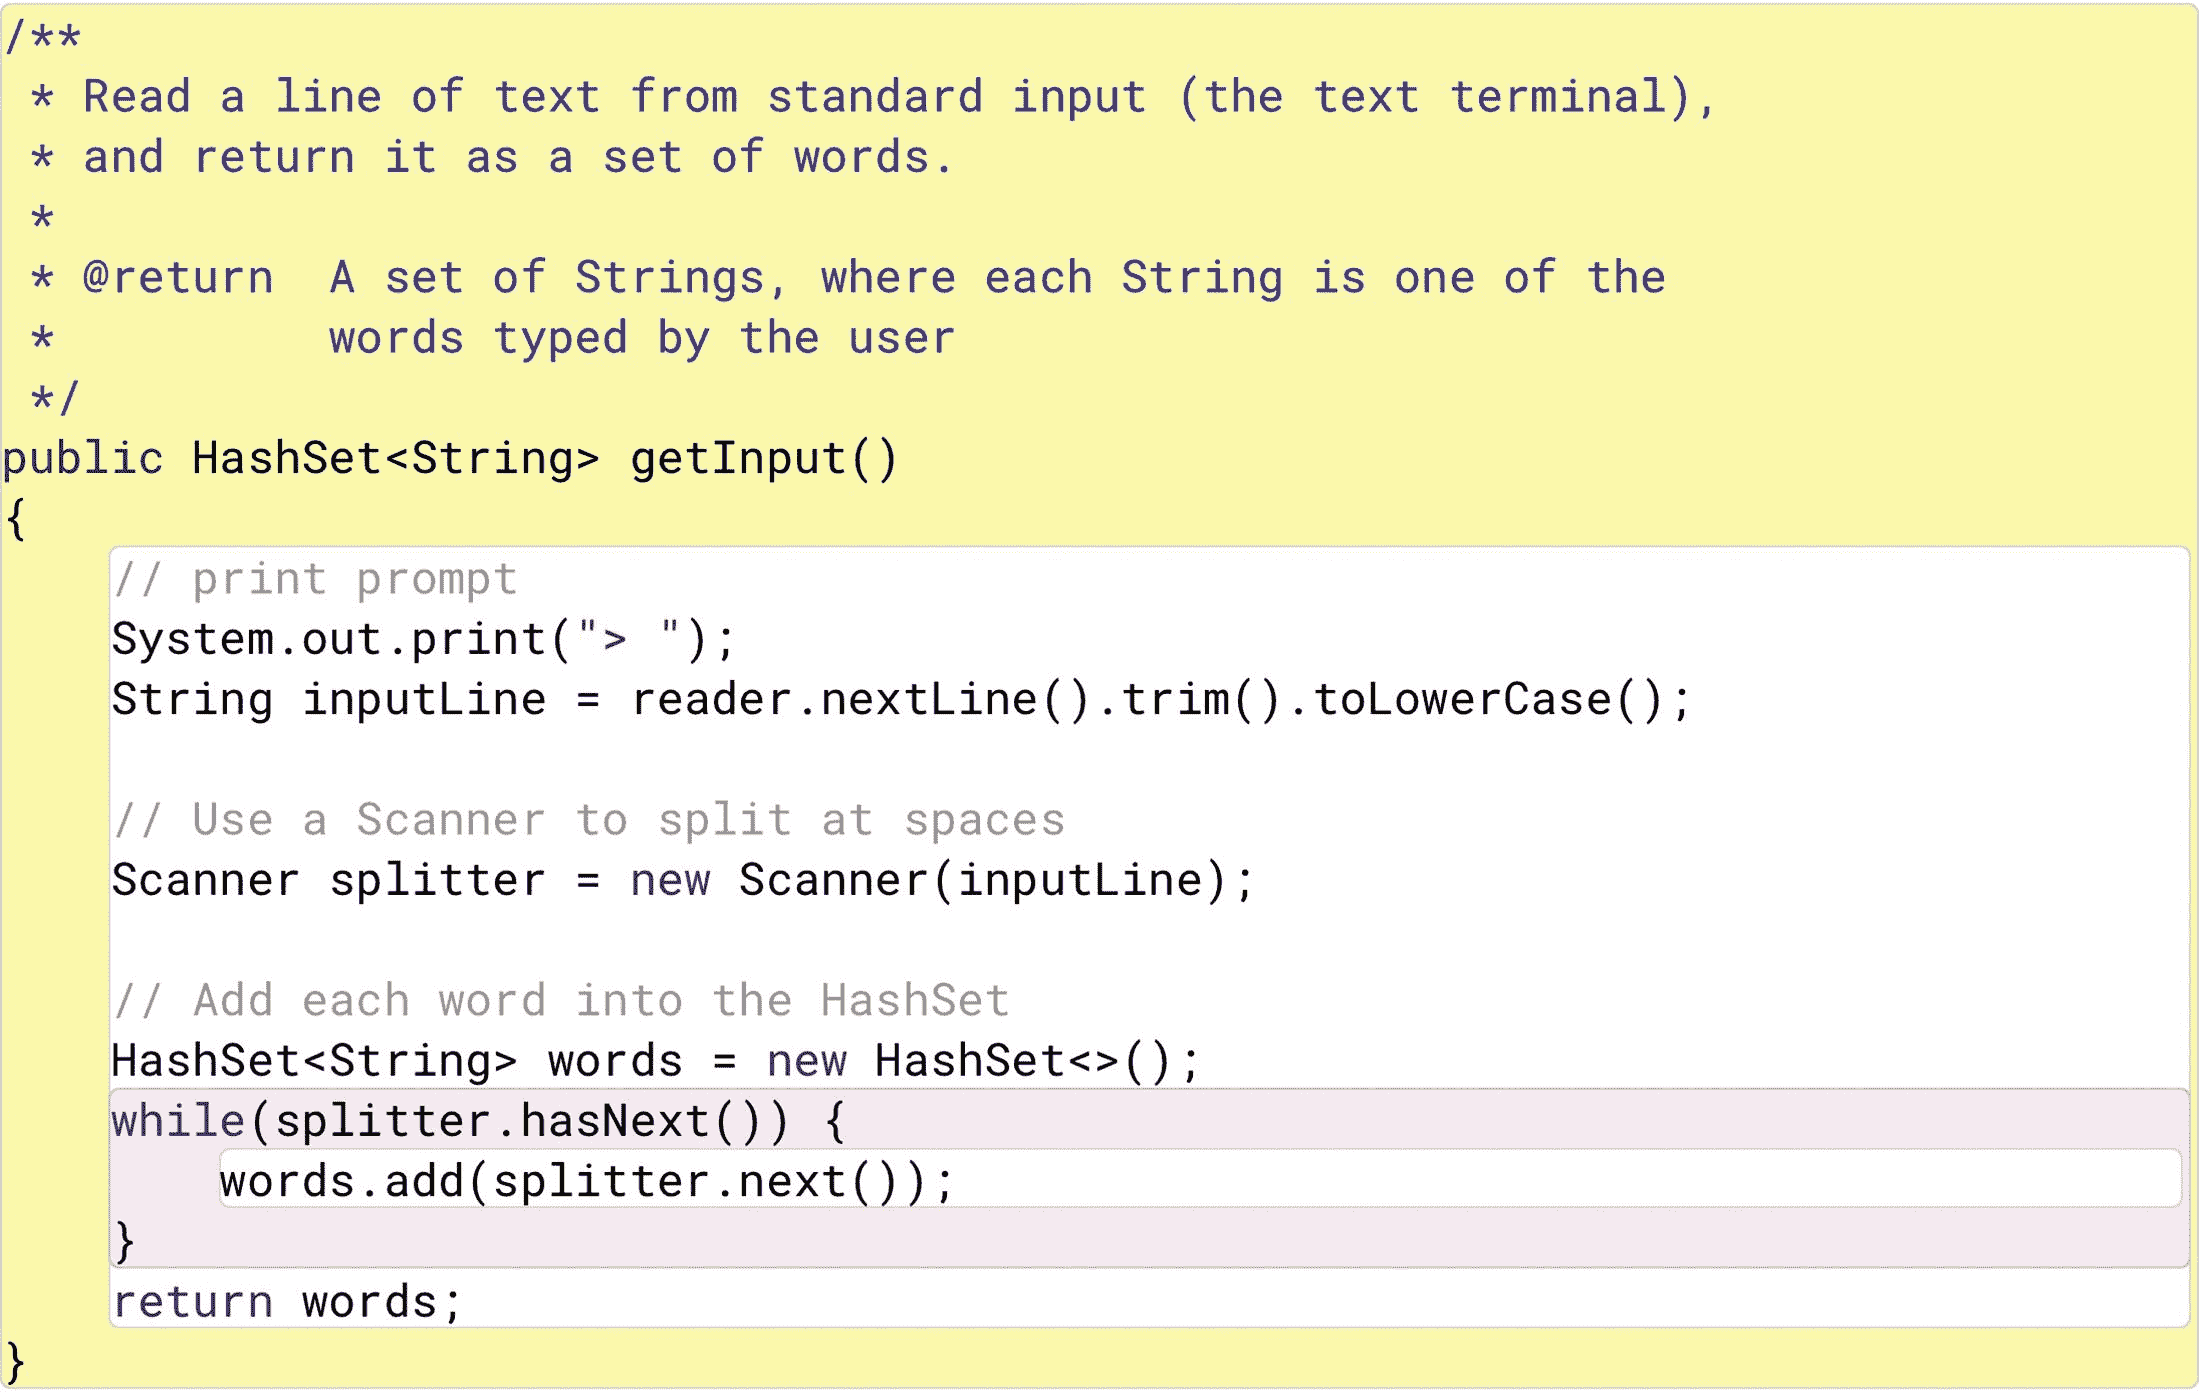 /**
 * Read a line of text from standard input (the text terminal),
 * and return it as a set of words.
 *
 * @return  A set of Strings, where each String is one of the
 *          words typed by the user
 */
public HashSet<String> getInput()
{
    // print prompt
    System.out.print("> ");
    String inputLine = reader.nextLine().trim().toLowerCase();

    // Use a Scanner to split at spaces
    Scanner splitter = new Scanner(inputLine);

    // Add each word into the HashSet
    HashSet<String> words = new HashSet<>();
    while(splitter.hasNext()) {
        words.add(splitter.next());
    }
    return words;
}